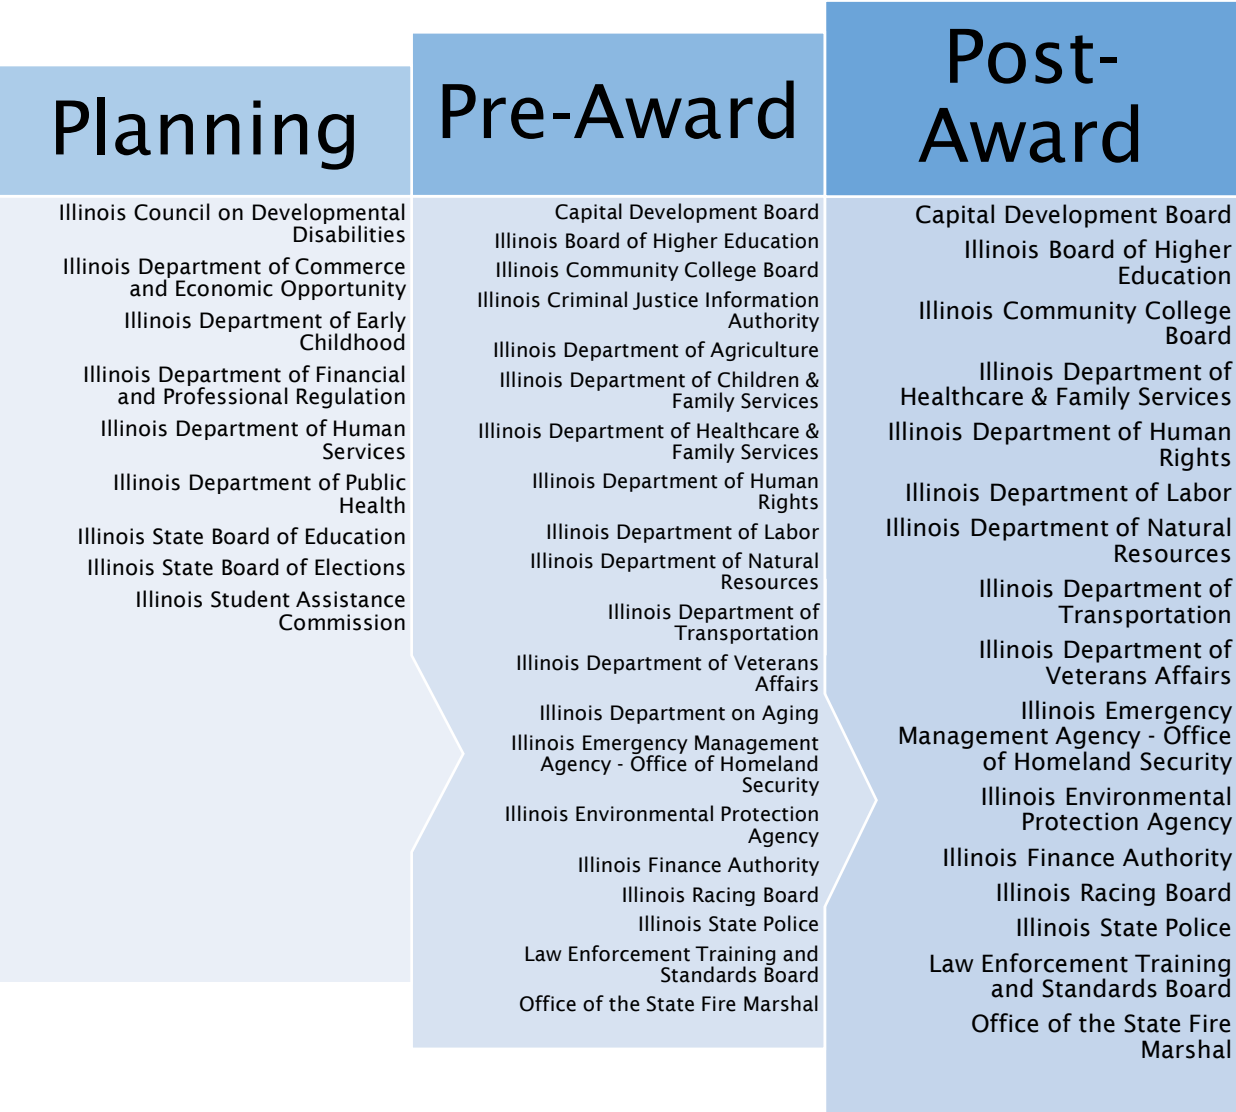 Planning
Illinois Council on Developmental
Disabilities
Illinois Department of Commerce
and Economic Opportunity
Illinois Department of Early
Childhood
Illinois Department of Financial
and Professional Regulation
Illinois Department of Human
Services
Illinois Department of Public
Health
Illinois State Board of Education
Illinois State Board of Elections
Illinois Student Assistance
Commission
Pre-Award
Capital Development Board
Illinois Board of Higher Education
Illinois Community College Board
Illinois Criminal Justice Information
Authority
Illinois Department of Agriculture
Illinois Department of Children &
Family Services
Illinois Department of Healthcare &
Family Services
Illinois Department of Human
Rights
Illinois Department of Labor
Illinois Department of Natural
Resources
Illinois Department of
Transportation
Illinois Department of Veterans
Affairs
Illinois Department on Aging
Illinois Emergency Management
Agency - Office of Homeland
Security
Illinois Environmental Protection
Agency
Illinois Finance Authority
Illinois Racing Board
Illinois State Police
Law Enforcement Training and
Standards Board
Office of the State Fire Marshal
Post-
Award
Capital Development Board
Illinois Board of Higher
Education
Illinois Community College
Board
Illinois Department of
Healthcare & Family Services
Illinois Department of Human
Rights
Illinois Department of Labor
Illinois Department of Natural
Resources
Illinois Department of
Transportation
Illinois Department of
Veterans Affairs
Illinois Emergency
Management Agency - Office
of Homeland Security
Illinois Environmental
Protection Agency
Illinois Finance Authority
Illinois Racing Board
Illinois State Police
Law Enforcement Training
and Standards Board
Office of the State Fire
Marshal